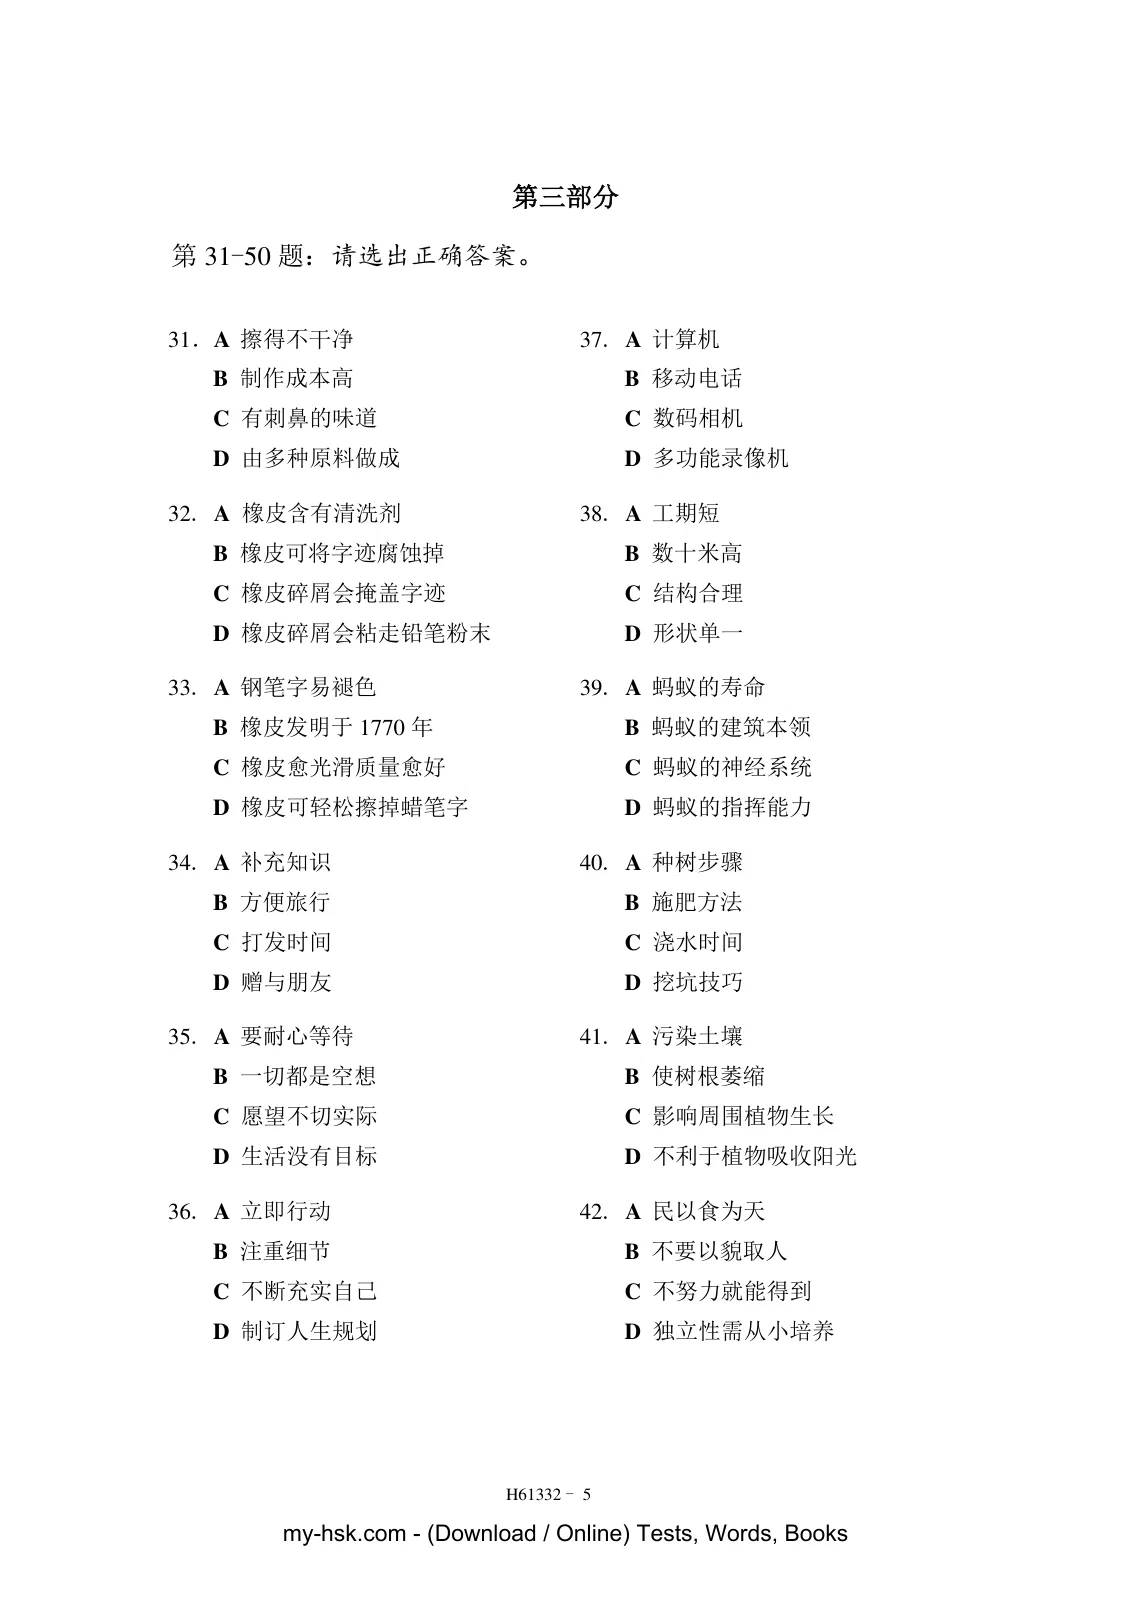 第三部分
第 31-50 题：请选出正确答案。
31. A 擦得不干净
B 制作成本高
C 有刺鼻的味道
D 由多种原料做成
32. A 橡皮含有清洗剂
B 橡皮可将字迹腐蚀掉
C 橡皮碎屑会掩盖字迹
D 橡皮碎屑会粘走铅笔粉末
33. A 钢笔字易褪色
B 橡皮发明于 1770 年
C 橡皮愈光滑质量愈好
D 橡皮可轻松擦掉蜡笔字
34. A 补充知识
B 方便旅行
C 打发时间
D 赠与朋友
35. A 要耐心等待
B 一切都是空想
C 愿望不切实际
D 生活没有目标
36. A 立即行动
B 注重细节
C 不断充实自己
D 制订人生规划
37. A 计算机
B 移动电话
C 数码相机
D 多功能录像机
38. A 工期短
B 数十米高
C 结构合理
D 形状单一
39. A 蚂蚁的寿命
B 蚂蚁的建筑本领
C 蚂蚁的神经系统
D 蚂蚁的指挥能力
40. A 种树步骤
B 施肥方法
C 浇水时间
D 挖坑技巧
41. A 污染土壤
B 使树根萎缩
C 影响周围植物生长
D 不利于植物吸收阳光
42. A 民以食为天
B 不要以貌取人
C 不努力就能得到
D 独立性需从小培养
H61332－ 5
my-hsk.com - (Download / Online) Tests, Words, Books